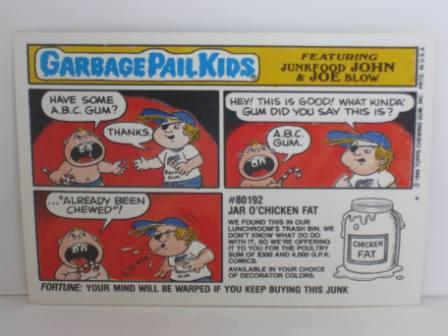 GARBAGE PAIL KIDS®
FEATURING
JUNKFOOD JOHN
& JOE BLOW
HAVE SOME
A.B.C. GUM?
THANKS.
HEY! THIS IS GOOD! WHAT KINDA'
GUM DID YOU SAY THIS IS?
A.B.C.
GUM.
..."ALREADY BEEN
CHEWED"!
#80192
JAR O'CHICKEN FAT
WE FOUND THIS IN OUR
LUNCHROOM'S TRASH BIN. WE
DON'T KNOW WHAT DO DO
WITH IT, SO WE'RE OFFERING
IT TO YOU FOR THE POULTRY
SUM OF $300 AND 4,000 G.P.K.
COMICS.
AVAILABLE IN YOUR CHOICE
OF DECORATOR COLORS.
CHICKEN
FAT
FORTUNE: YOUR MIND WILL BE WARPED IF YOU KEEP BUYING THIS JUNK